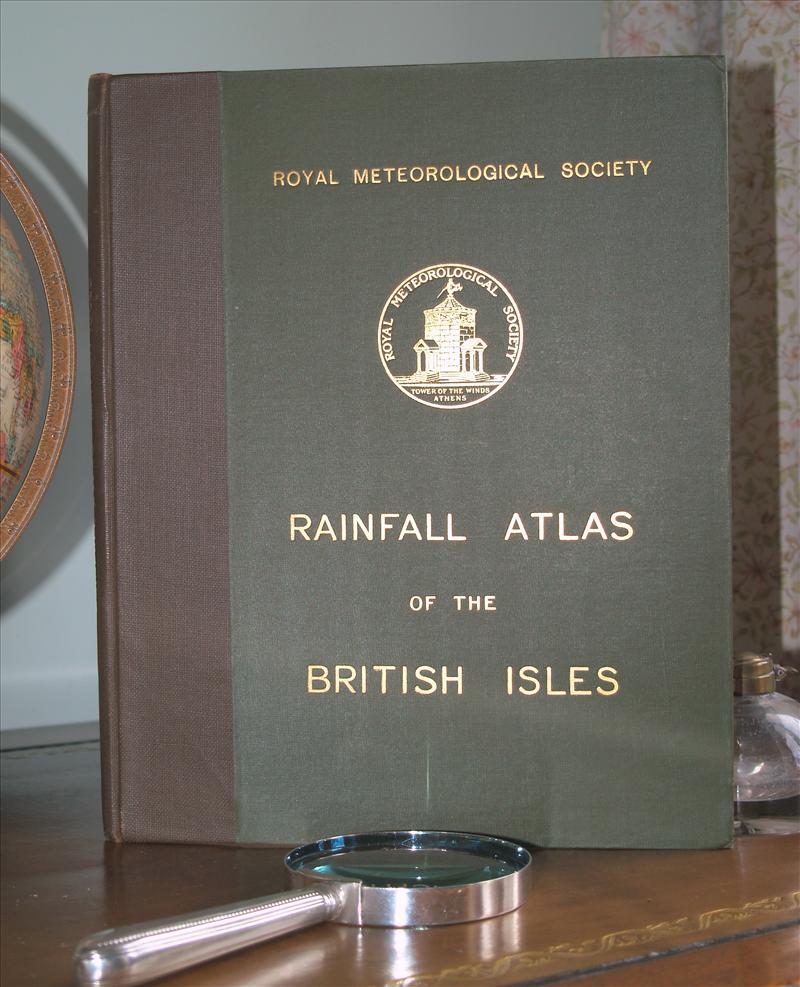 ROYAL METEOROLOGICAL SOCIETY
ROYAL METEOROLOGICAL SOCIETY
TOWER OF THE WINDS
ATHENS
RAINFALL ATLAS
OF THE
BRITISH ISLES